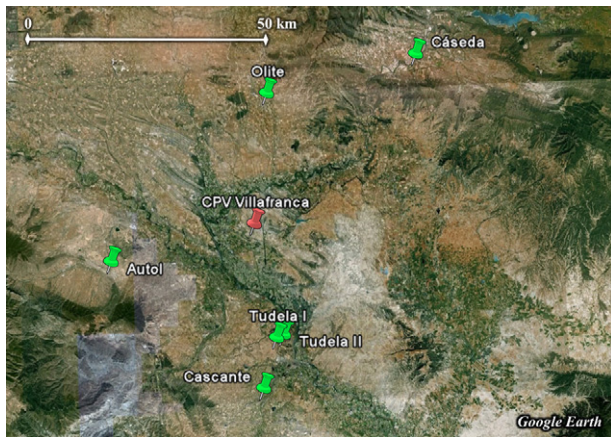 0
50 km
Cáseda
Olite
CPV Villafranca
Autol
Tudela I
Tudela II
Cascante
Google Earth